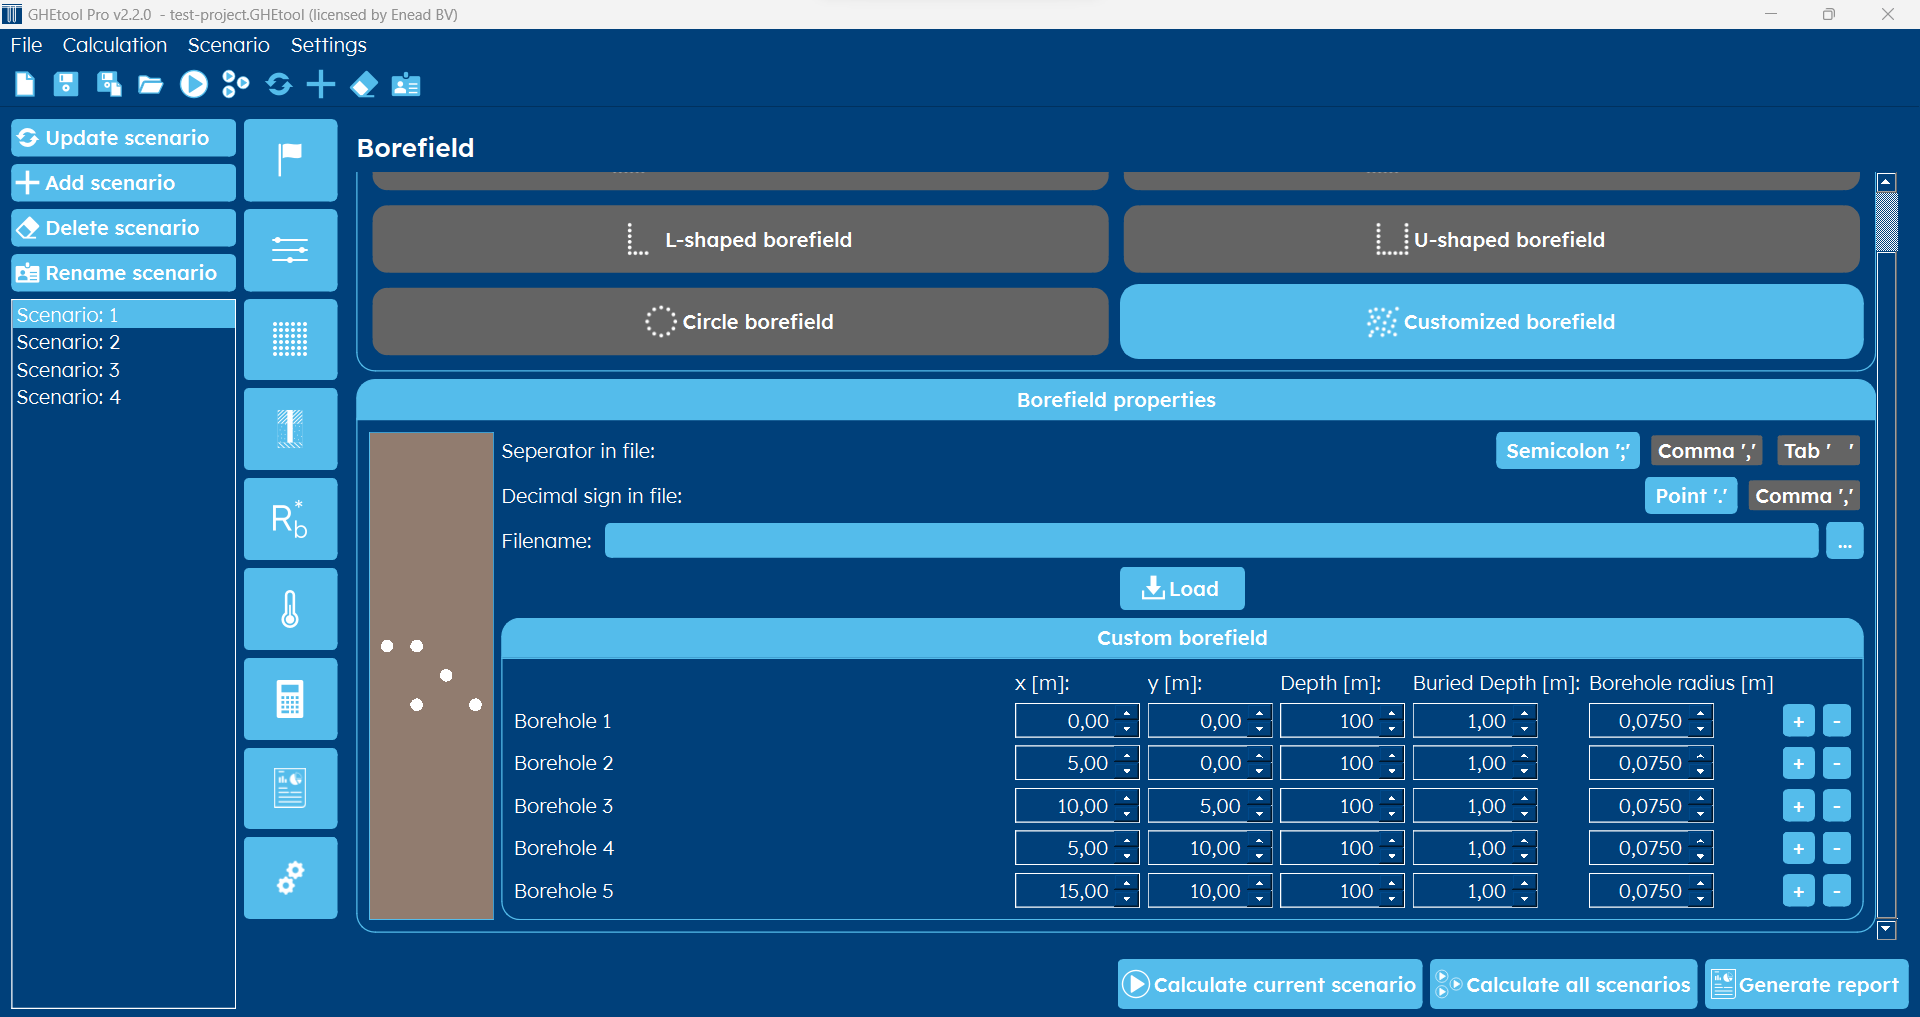 GHEtool Pro v2.2.0 - test-project.GHEtool (licensed by Enead BV)
File Calculation Scenario Settings
Update scenario
Add scenario
Delete scenario
Rename scenario
Scenario: 1
Scenario: 2
Scenario: 3
Scenario: 4
R*b
Borefield
L-shaped borefield
U-shaped borefield
Circle borefield
Customized borefield
Borefield properties
Seperator in file: Semicolon ';' Comma ',' Tab '  '
Decimal sign in file: Point '.' Comma ','
Filename: ...
Load
Custom borefield
x [m]: y [m]: Depth [m]: Buried Depth [m]: Borehole radius [m]
Borehole 1 0,00 0,00 100 1,00 0,0750 + -
Borehole 2 5,00 0,00 100 1,00 0,0750 + -
Borehole 3 10,00 5,00 100 1,00 0,0750 + -
Borehole 4 5,00 10,00 100 1,00 0,0750 + -
Borehole 5 15,00 10,00 100 1,00 0,0750 + -
Calculate current scenario Calculate all scenarios Generate report